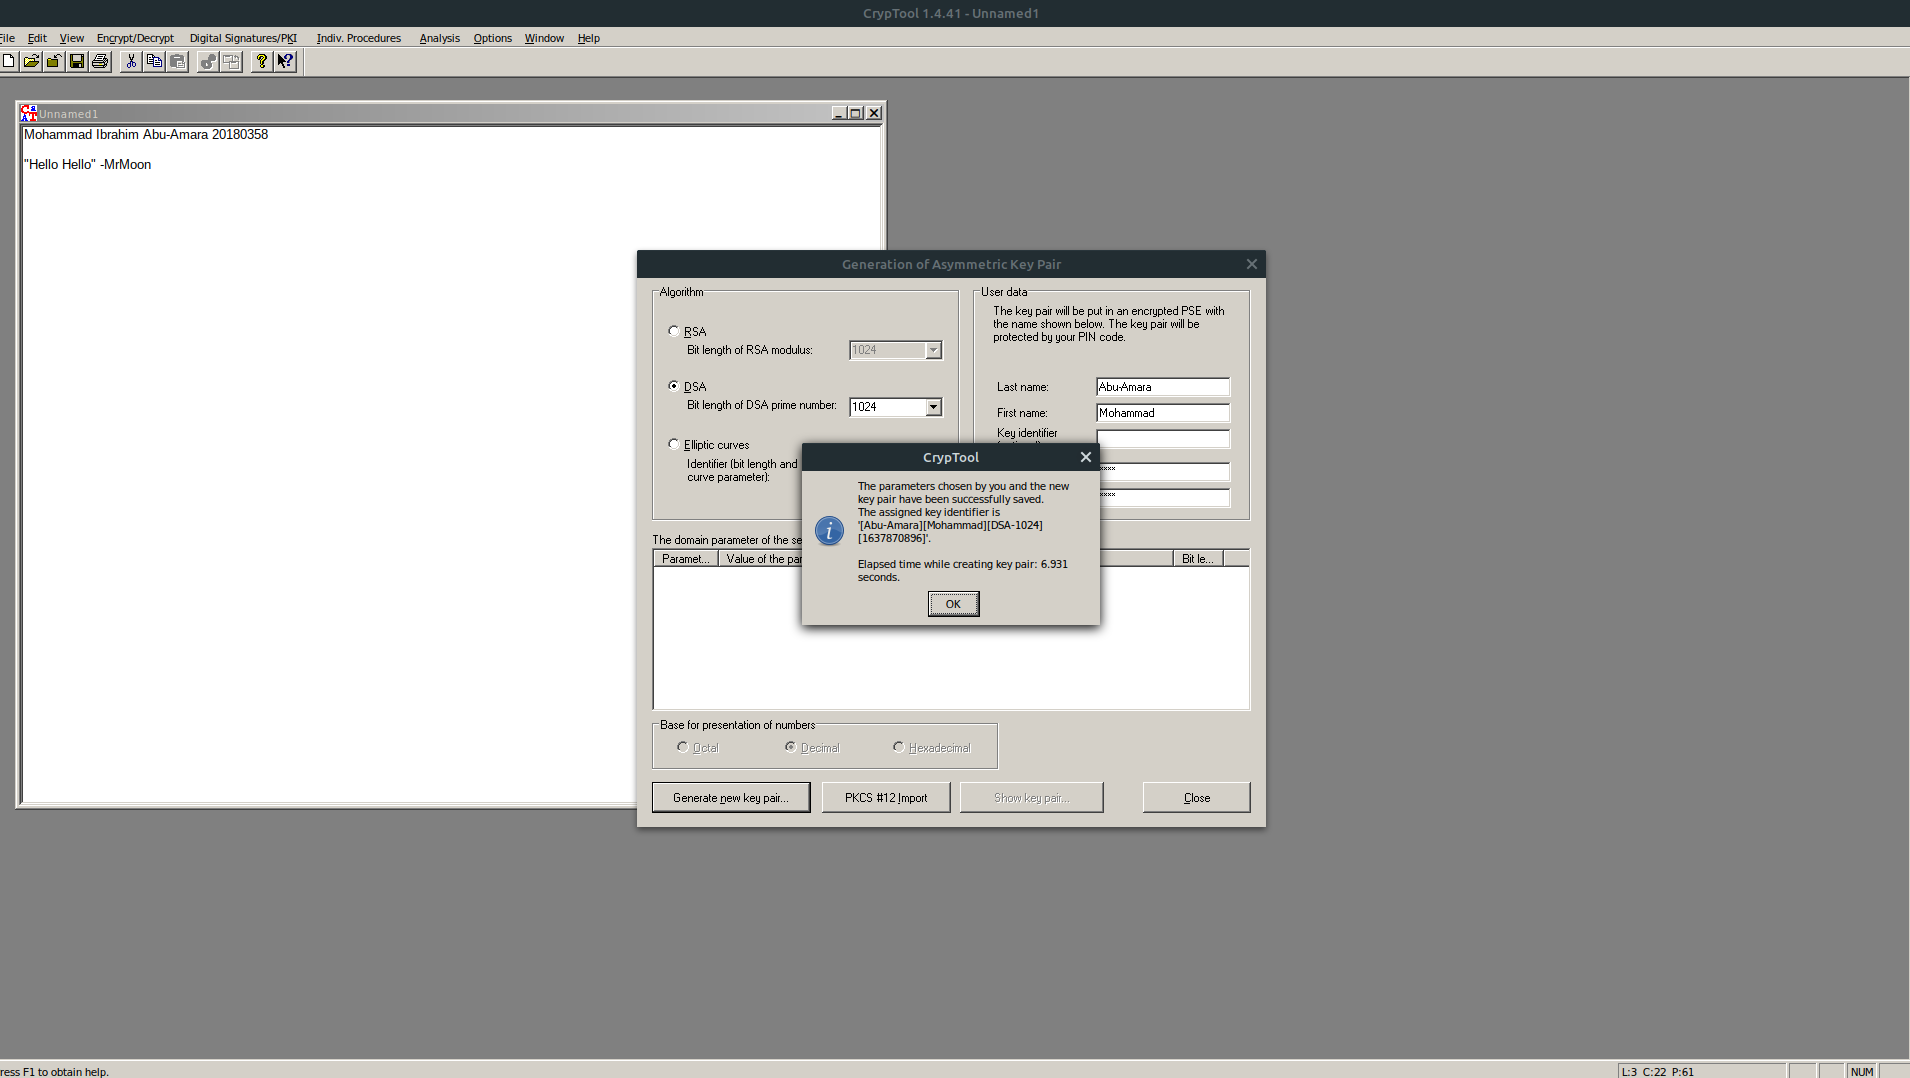 CrypTool 1.4.41 - Unnamed1
File Edit View Encrypt/Decrypt Digital Signatures/PKI Indiv. Procedures Analysis Options Window Help
Unnamed1
Mohammad Ibrahim Abu-Amara 20180358
"Hello Hello" -MrMoon
Generation of Asymmetric Key Pair
Algorithm
RSA
Bit length of RSA modulus: 1024
DSA
Bit length of DSA prime number: 1024
Elliptic curves
Identifier (bit length and
curve parameter):
User data
The key pair will be put in an encrypted PSE with
the name shown below. The key pair will be
protected by your PIN code.
Last name: Abu-Amara
First name: Mohammad
Key identifier
****
****
CrypTool
The parameters chosen by you and the new
key pair have been successfully saved.
The assigned key identifier is
'[Abu-Amara][Mohammad][DSA-1024]
[1637870896]'.
Elapsed time while creating key pair: 6.931
seconds.
OK
The domain parameter of the se
Paramet... Value of the par Bit le...
Base for presentation of numbers
Octal Decimal Hexadecimal
Generate new key pair... PKCS #12 Import Show key pair... Close
ress F1 to obtain help.
L:3 C:22 P:61 NUM